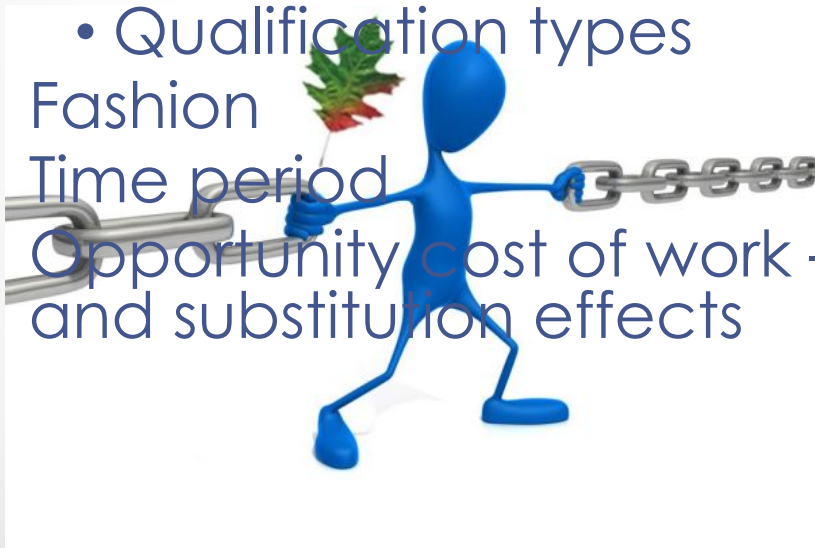 • Qualification types
Fashion
Time period
Opportunity cost of work -
and substitution effects